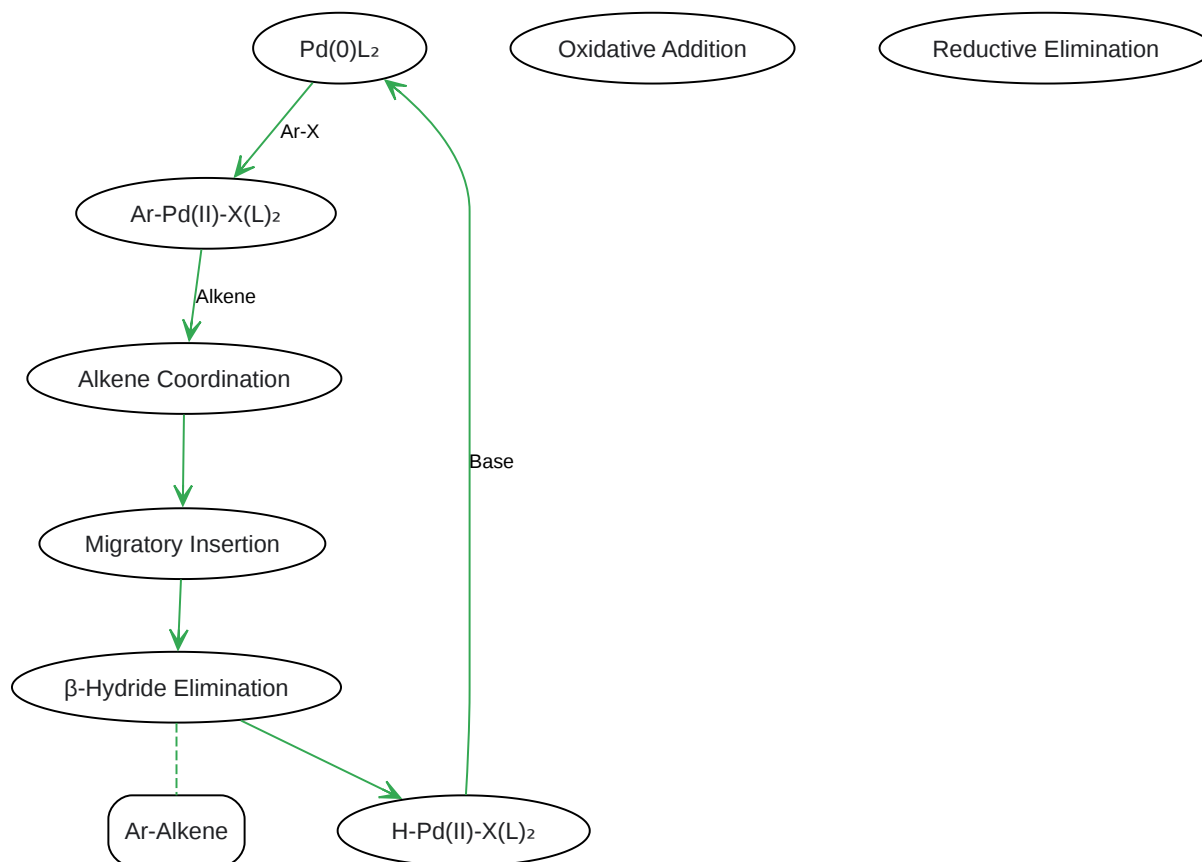 Pd(0)L₂
Oxidative Addition
Reductive Elimination
Ar-X
Ar-Pd(II)-X(L)₂
Alkene
Alkene Coordination
Base
Migratory Insertion
β-Hydride Elimination
Ar-Alkene
H-Pd(II)-X(L)₂